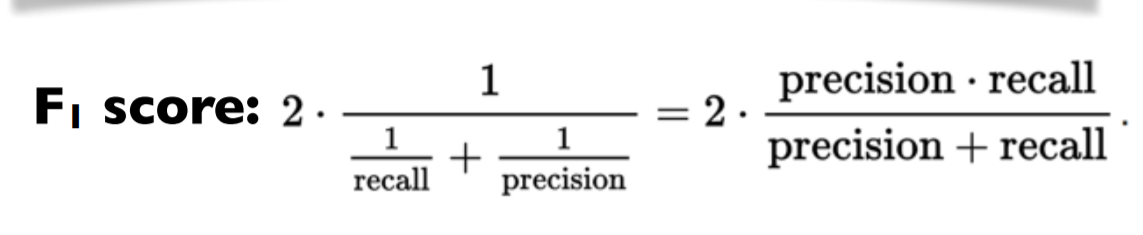 F₁ score: 2 · 1 / (1/recall + 1/precision) = 2 · (precision · recall) / (precision + recall) .